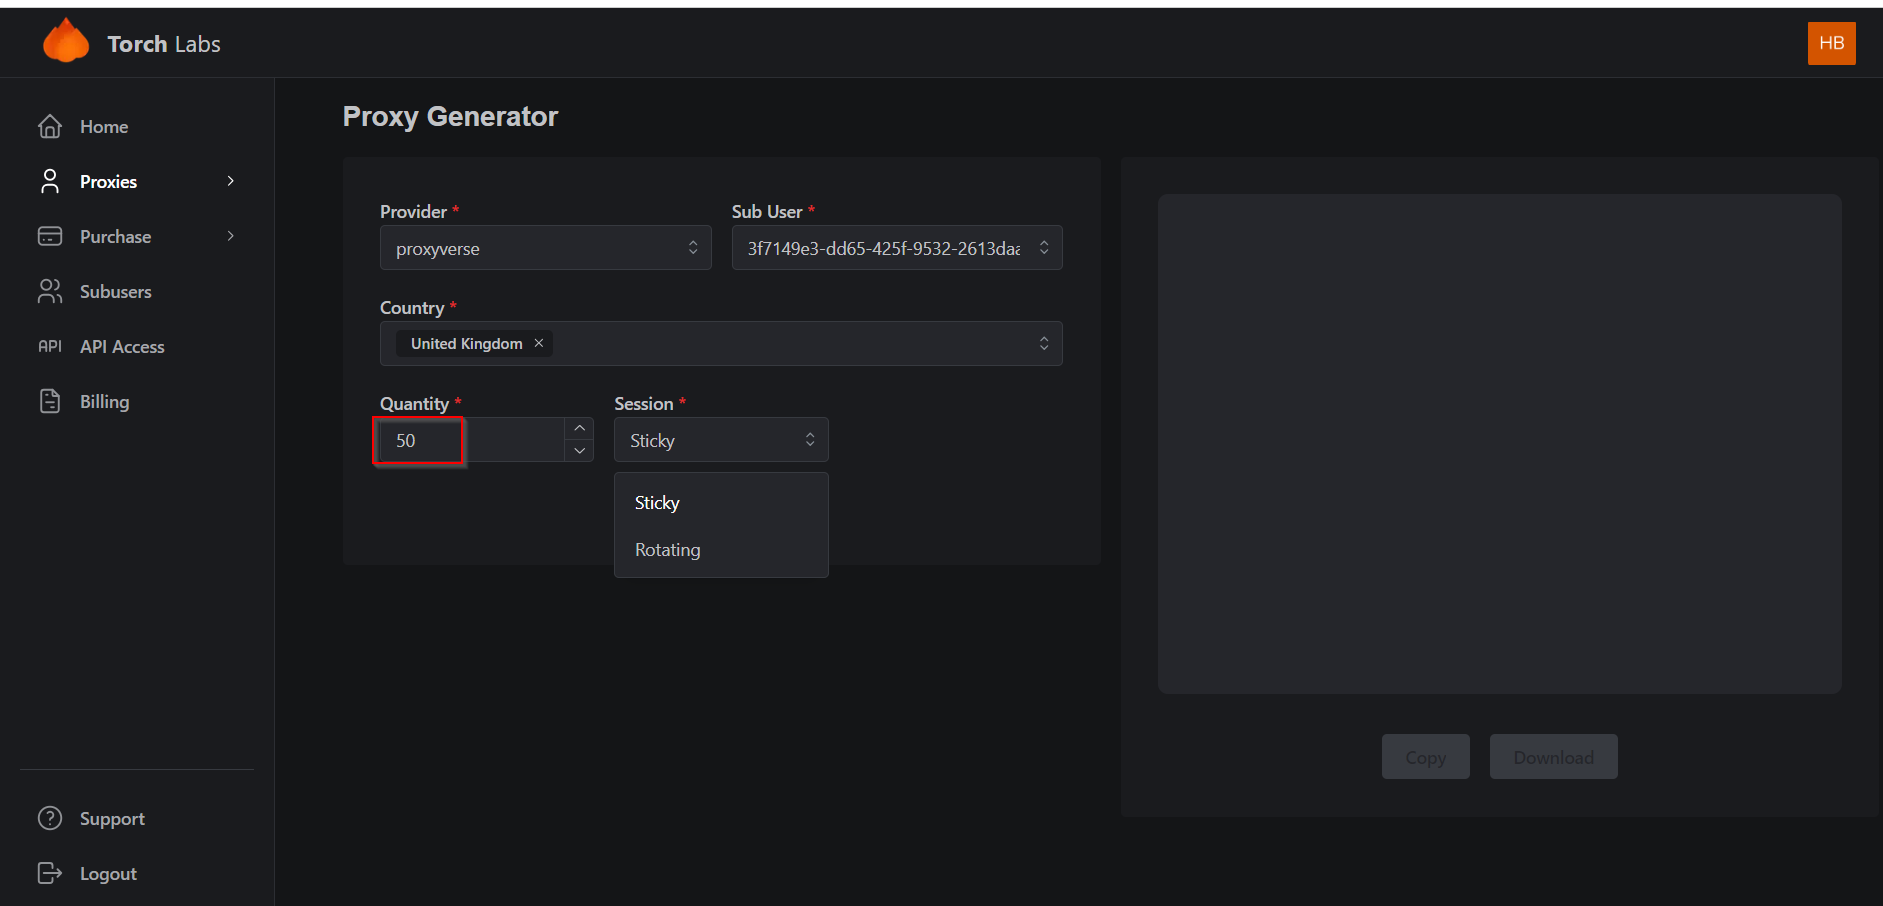 Torch Labs
HB
Home
Proxies
Purchase
Subusers
API API Access
Billing
Support
Logout
Proxy Generator
Provider *
proxyverse
Sub User *
3f7149e3-dd65-425f-9532-2613daa
Country *
United Kingdom ×
Quantity *
50
Session *
Sticky
Sticky
Rotating
Copy
Download